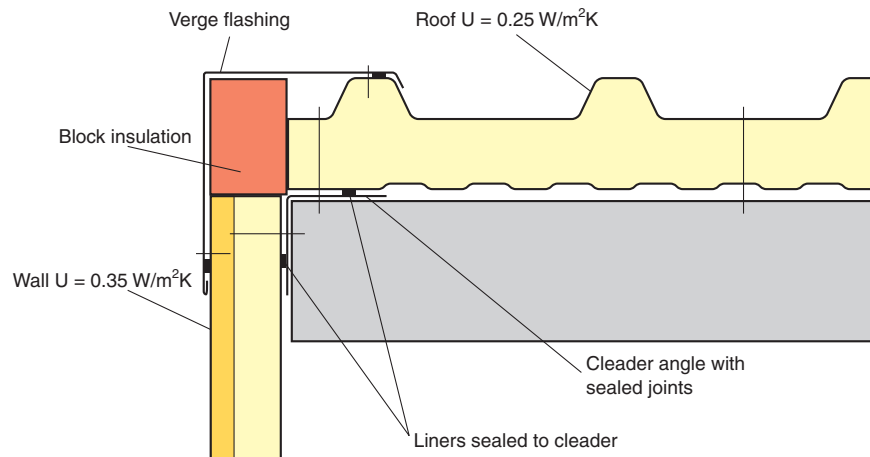 Verge flashing
Roof U = 0.25 W/m²K
Block insulation
Wall U = 0.35 W/m²K
Cleader angle with
sealed joints
Liners sealed to cleader